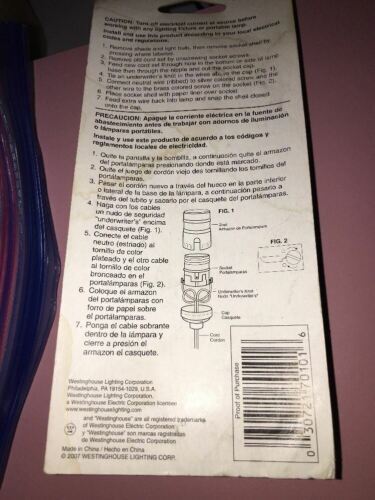 CAUTION: Turn off electrical current at source before
working with any lighting fixture or portable lamp.
Install and use this product according to your local electrical
codes and regulations.
1. Remove shade and light bulb, then remove socket shell by
pressing where labeled.
2. Remove old cord set by unscrewing socket screws.
3. Feed new cord set through hole in the bottom or side of lamp
base then through the nipple and out the socket cap.
4. Tie an underwriter's knot in the wires above the cap (Fig. 1).
5. Connect neutral wire (ribbed) to silver colored screw and the
other wire to the brass colored screw on the socket (Fig. 2).
6. Place socket shell with paper liner over socket.
7. Feed extra wire back into lamp and snap the shell closed
onto the cap.
PRECAUCION: Apague la corriente eléctrica en la fuente de
abastecimiento antes de trabajar con adornos de iluminación
o lámparas portátiles.
Instale y use este producto de acuerdo a los códigos y
reglamentos locales de electricidad.
1. Quite la pantalla y la bombilla, a continuación quite el armazon
del portalámparas presionando donde está marcado.
2. Quite el juego de cordón viejo destornillando los tornillos del
portalámparas.
3. Pasar el cordón nuevo a través del hueco en la parte inferior
o lateral de la base de la lámpara, a continuación pasarlo a
través del tubo y sacarlo por el casquete del portalámparas.
4. Haga con los cables
un nudo de seguridad
"underwriter's" encima
del casquete (Fig. 1).
5. Conecte el cable
neutro (estriado) al
tornillo de color
plateado y el otro cable
al tornillo de color
bronceado en el
portalámparas (Fig. 2).
6. Coloque el armazon
del portalámparas con
forro de papel sobre
el portálamparas.
7. Ponga el cable sobrante
dentro de la lámpara y
cierre a presión el
armazon el casquete.
FIG. 1
Shell
Armazon de Portalámparas
FIG. 2
Socket
Portalámparas
Underwriter's Knot
Nudo "Underwriter's"
Cap
Casquete
Cord
Cordón
Westinghouse Lighting Corporation
Philadelphia, PA 19154-1029, U.S.A.
Westinghouse Lighting Corporation,
a Westinghouse Electric Corporation licensee
www.westinghouselighting.com
and "Westinghouse" are all registered trademarks
of Westinghouse Electric Corporation
y "Westinghouse" son marcas registradas
de Westinghouse Electric Corporation
Made in China / Hecho en China
© 2007 WESTINGHOUSE LIGHTING CORP.
Proof of Purchase
0 30721 70101 6